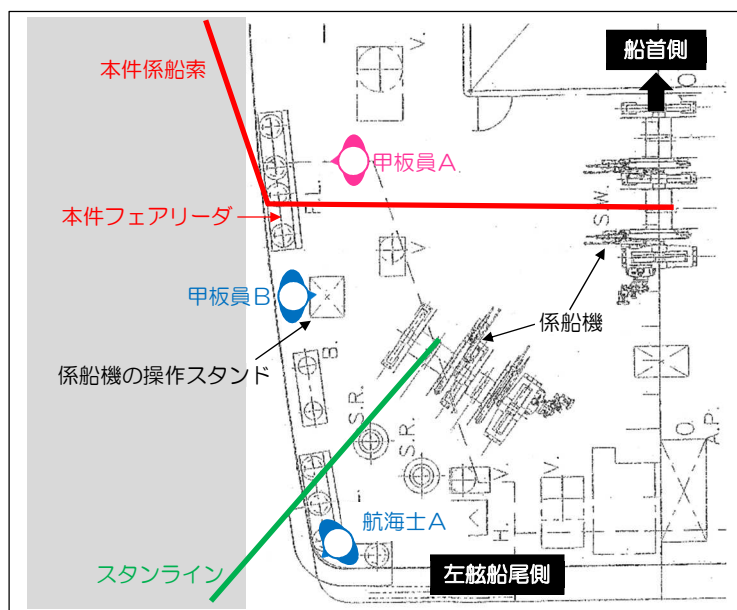 船首側
本件係船索
V.
甲板員A
F.L.
S.W.
本件フェアリーダ
V
甲板員B
係船機
係船機の操作スタンド
B.
S.R.
S.R.
O
A.P.
V.
V.
H.
航海士A
左舷船尾側
スタンライン